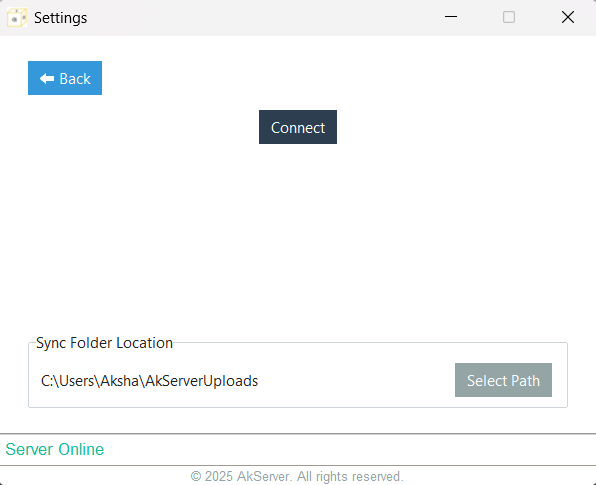 Settings
Back
Connect
Sync Folder Location
C:\Users\Aksha\AkServerUploads
Select Path
Server Online
© 2025 AkServer. All rights reserved.